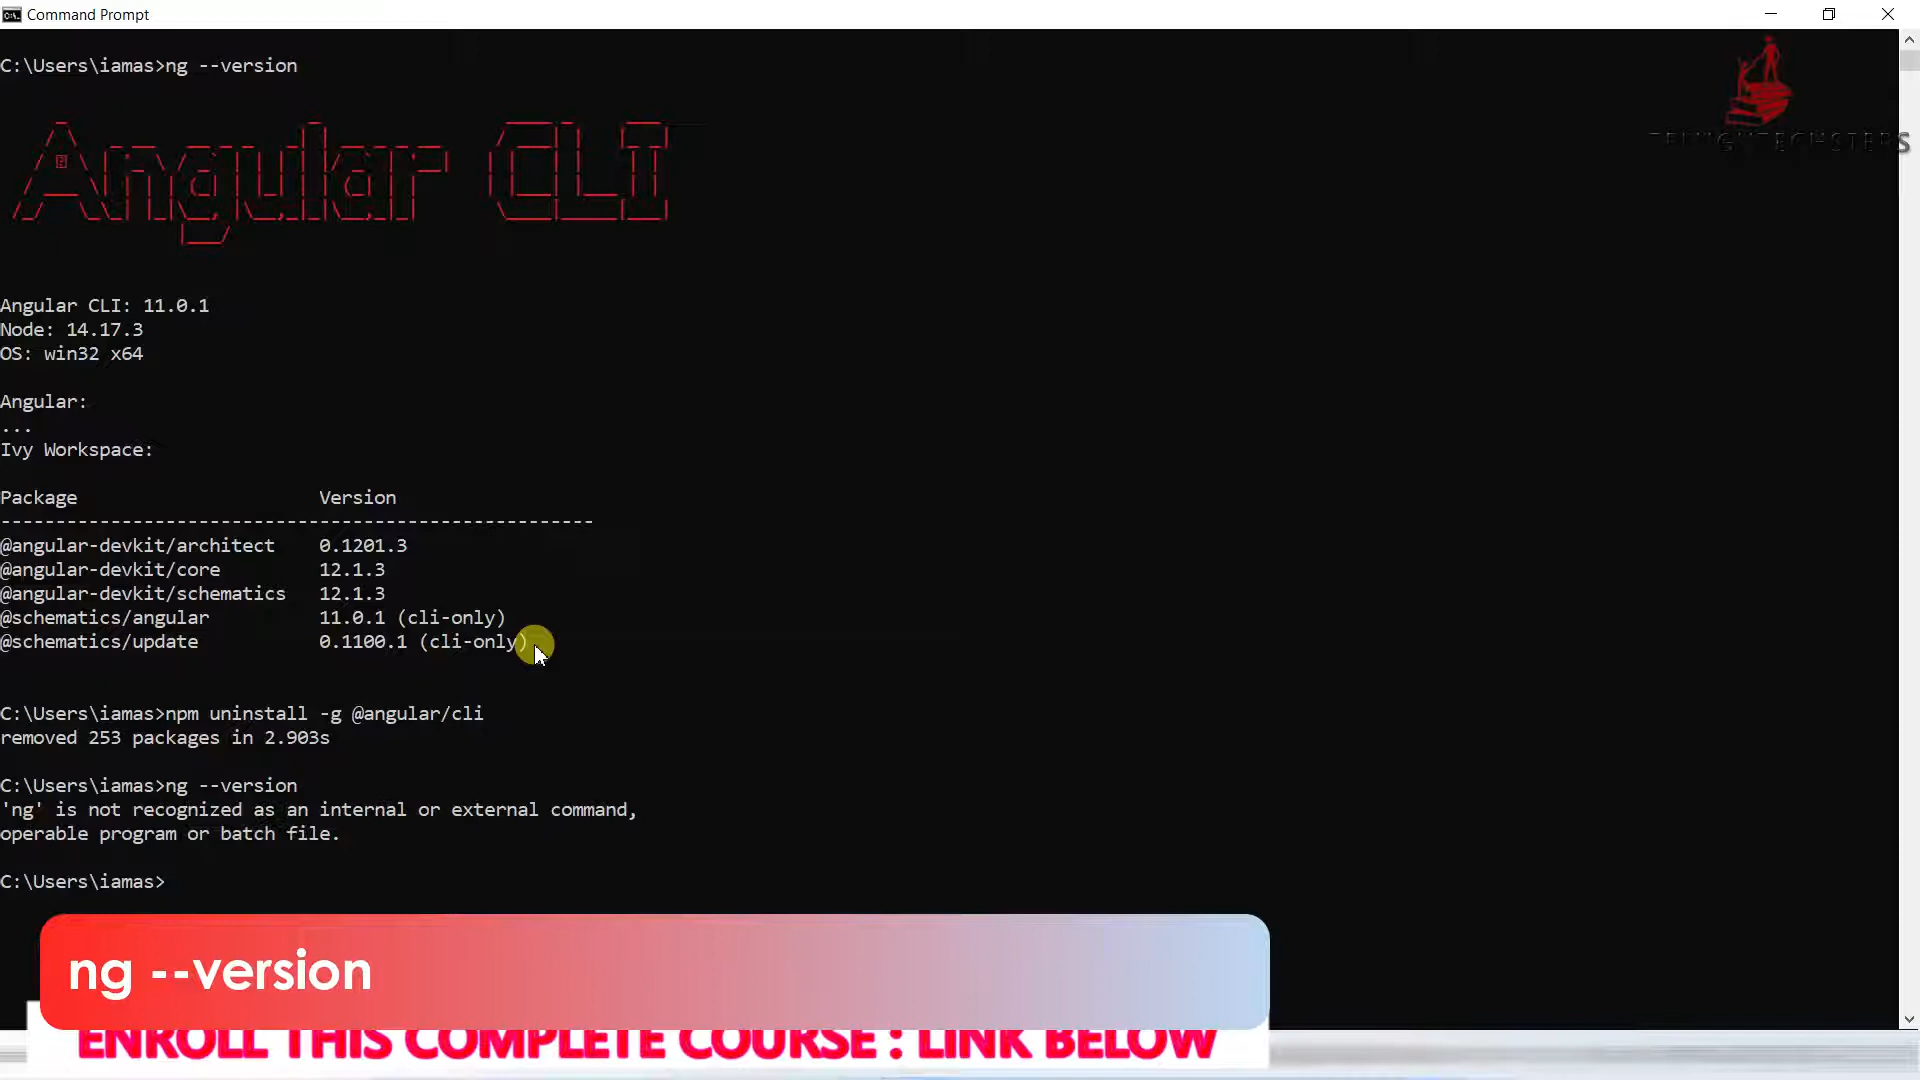 Command Prompt
C:\Users\iamas>ng --version
Angular CLI
Angular CLI: 11.0.1
Node: 14.17.3
OS: win32 x64
Angular:
...
Ivy Workspace:
Package Version
------------------------------------------------------
@angular-devkit/architect 0.1201.3
@angular-devkit/core 12.1.3
@angular-devkit/schematics 12.1.3
@schematics/angular 11.0.1 (cli-only)
@schematics/update 0.1100.1 (cli-only)
C:\Users\iamas>npm uninstall -g @angular/cli
removed 253 packages in 2.903s
C:\Users\iamas>ng --version
'ng' is not recognized as an internal or external command,
operable program or batch file.
C:\Users\iamas>
ng --version
ENROLL THIS COMPLETE COURSE : LINK BELOW